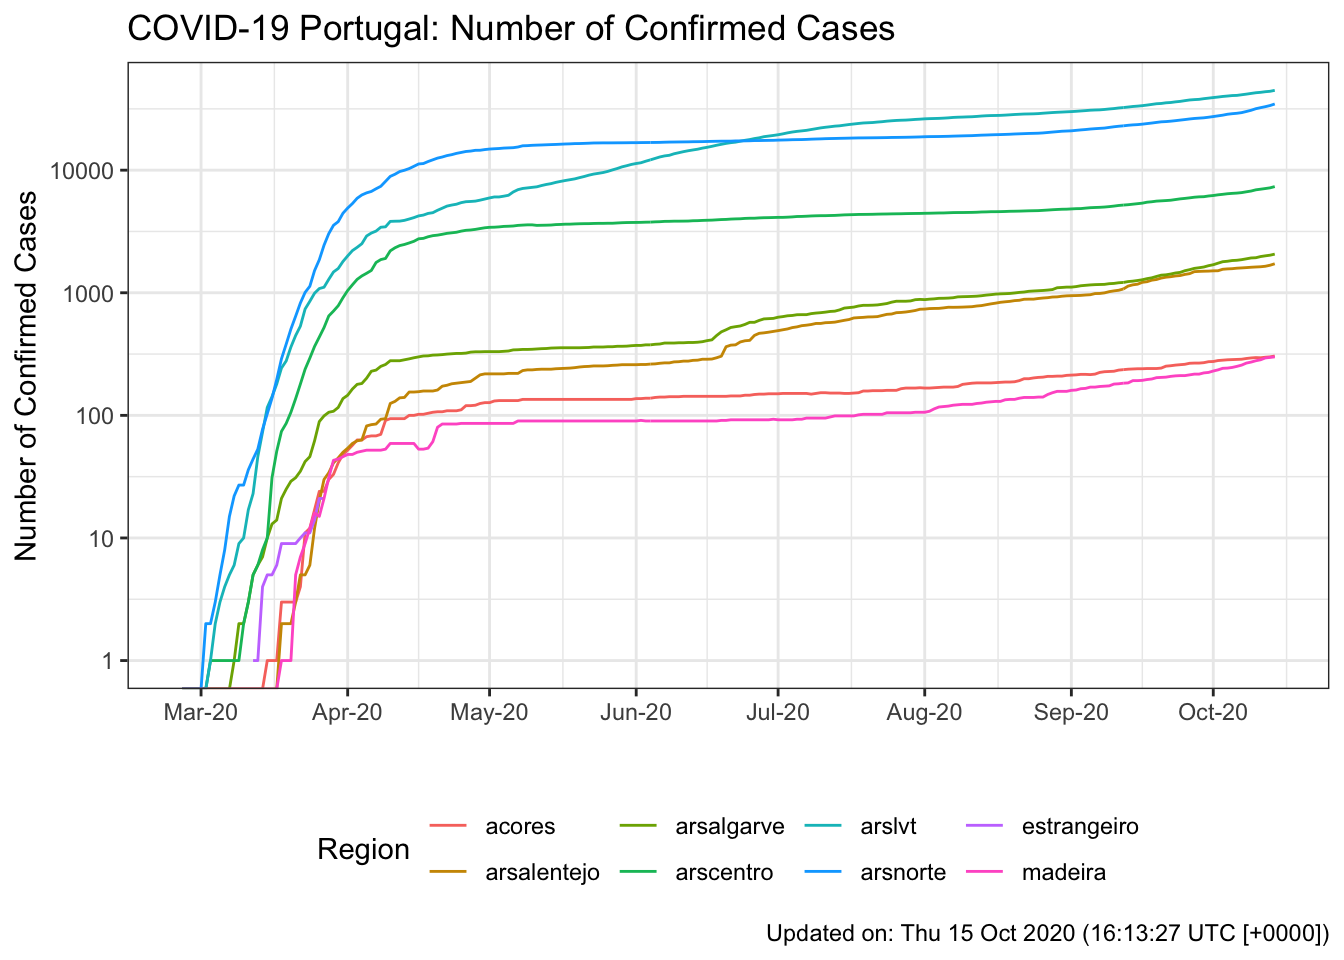 COVID-19 Portugal: Number of Confirmed Cases
Number of Confirmed Cases
10000
1000
100
10
1
Mar-20 Apr-20 May-20 Jun-20 Jul-20 Aug-20 Sep-20 Oct-20
Region
acores arsalgarve arslvt estrangeiro
arsalentejo arscentro arsnorte madeira
Updated on: Thu 15 Oct 2020 (16:13:27 UTC [+0000])